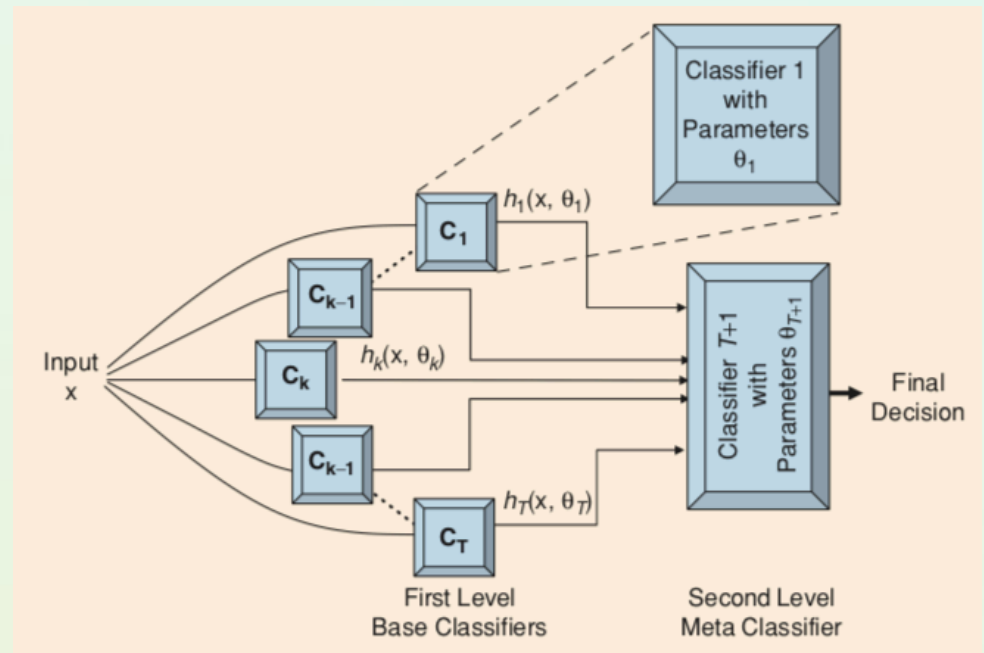 Classifier 1
with
Parameters
θ1
h1(x, θ1)
C1
Ck–1
Input
x
hk(x, θk)
Ck
Ck–1
hT(x, θT)
CT
Classifier T+1
with
Parameters θT+1
Final
Decision
First Level
Base Classifiers
Second Level
Meta Classifier